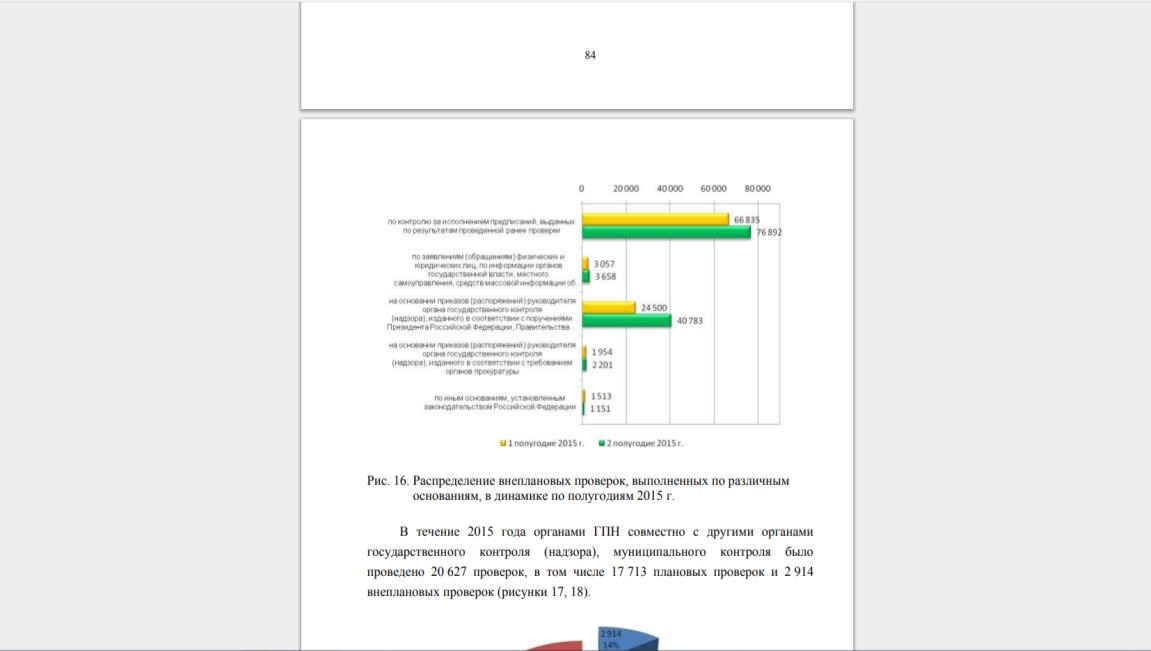 84
0 20 000 40 000 60 000 80 000
по контролю за исполнением предписаний, выданных
по результатам проведенной ранее проверки
66 835
76 892
по заявлениям (обращениям) физических и
юридических лиц, по информации органов
государственной власти, местного
самоуправления, средств массовой информации об
3 057
3 658
на основании приказов (распоряжений) руководителя
органа государственного контроля
(надзора), изданного в соответствии с поручениями
Президента Российской Федерации, Правительства...
24 500
40 783
на основании приказов (распоряжений) руководителя
органа государственного контроля
(надзора), изданного в соответствии с требованием
органов прокуратуры
1 954
2 201
по иным основаниям, установленным
законодательством Российской Федерации
1 513
1 151
1 полугодие 2015 г. 2 полугодие 2015 г.
Рис. 16. Распределение внеплановых проверок, выполненных по различным
основаниям, в динамике по полугодиям 2015 г.
В течение 2015 года органами ГПН совместно с другими органами
государственного контроля (надзора), муниципального контроля было
проведено 20 627 проверок, в том числе 17 713 плановых проверок и 2 914
внеплановых проверок (рисунки 17, 18).
2 914
14%